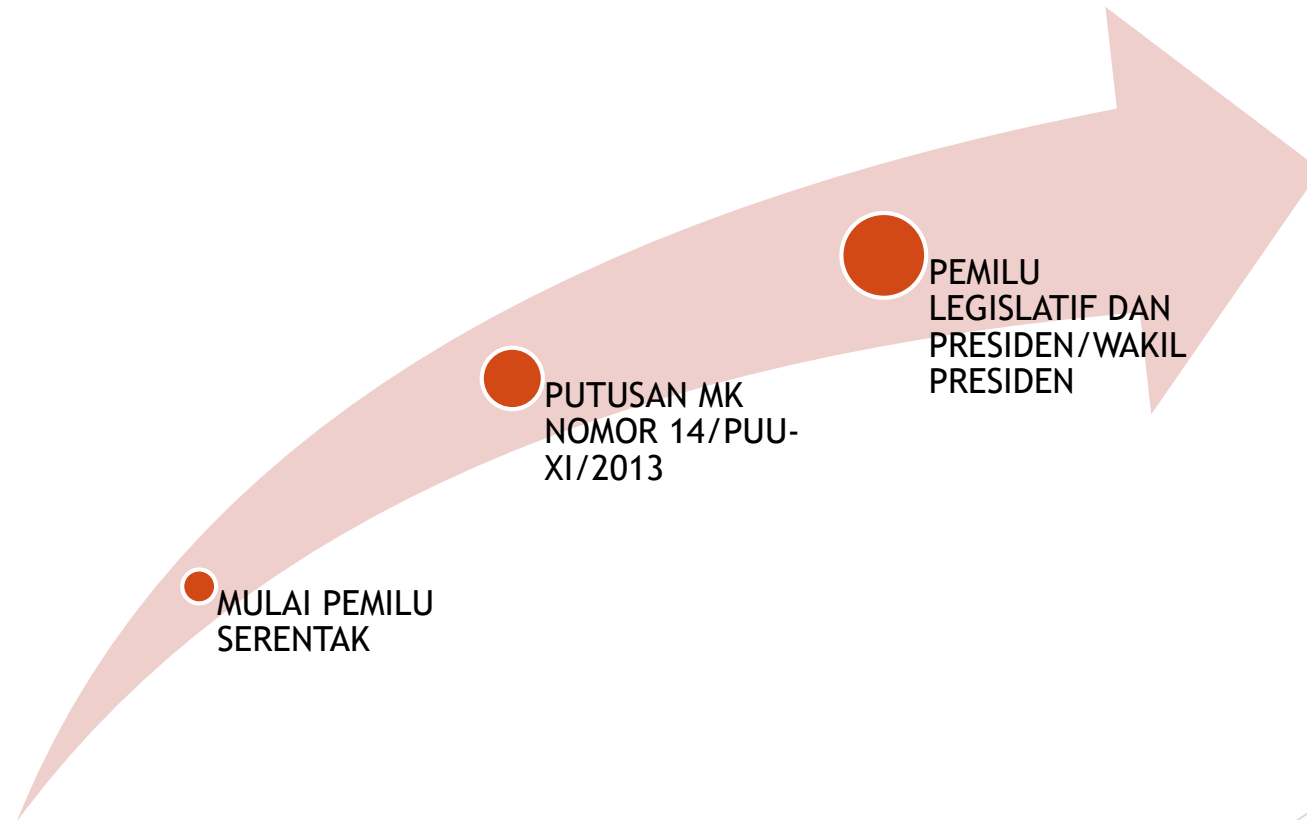 MULAI PEMILU
SERENTAK
PUTUSAN MK
NOMOR 14/PUU-
XI/2013
PEMILU
LEGISLATIF DAN
PRESIDEN/WAKIL
PRESIDEN